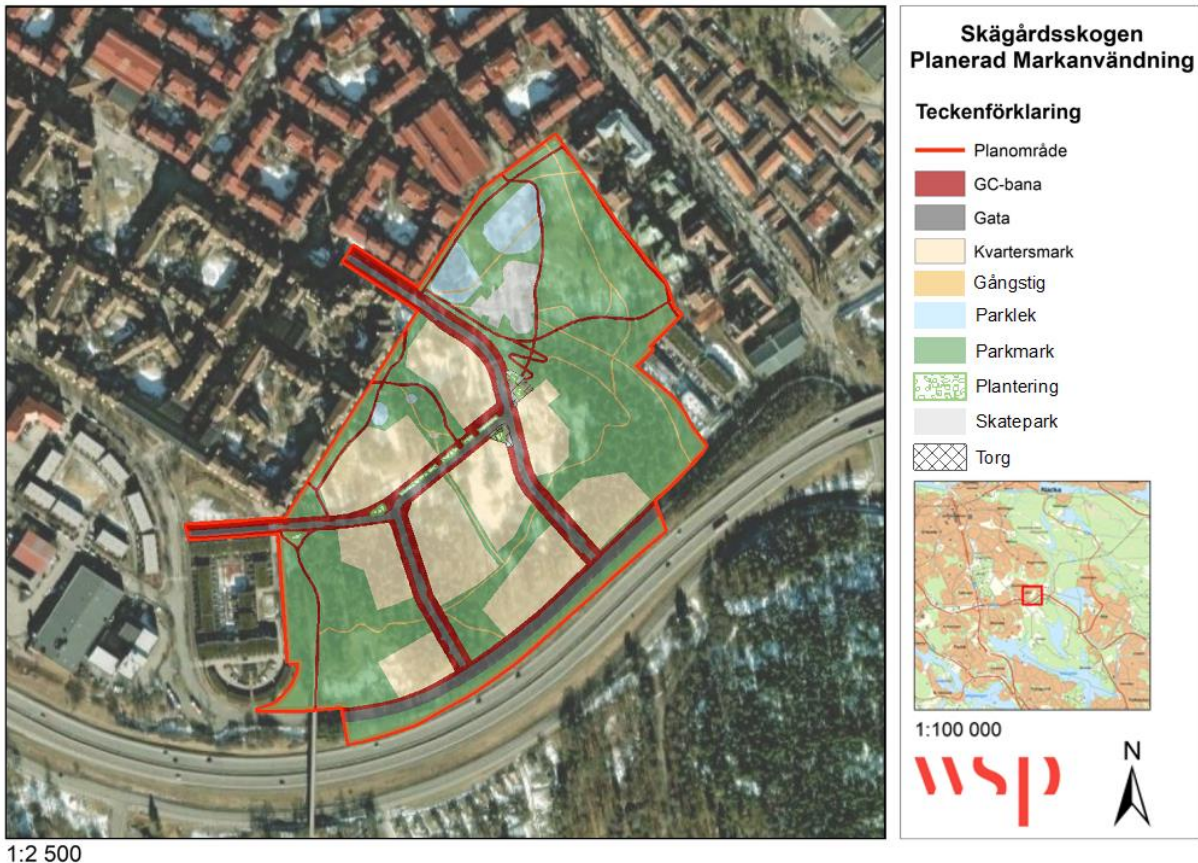 Skägårdsskogen
Planerad Markanvändning
Teckenförklaring
Planområde
GC-bana
Gata
Kvartersmark
Gångstig
Parklek
Parkmark
Plantering
Skatepark
Torg
Nacka
1:100 000
wsp
N
1:2 500